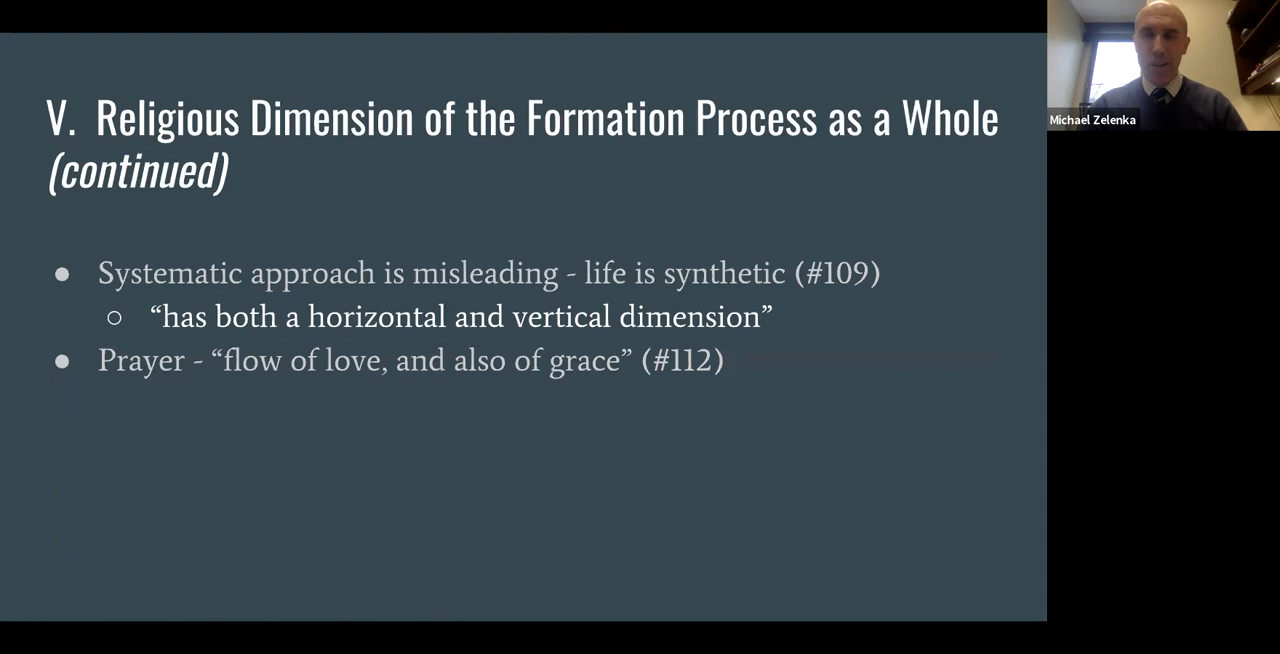 V. Religious Dimension of the Formation Process as a Whole
(continued)
● Systematic approach is misleading - life is synthetic (#109)
○ “has both a horizontal and vertical dimension”
● Prayer - “flow of love, and also of grace” (#112)
Michael Zelenka